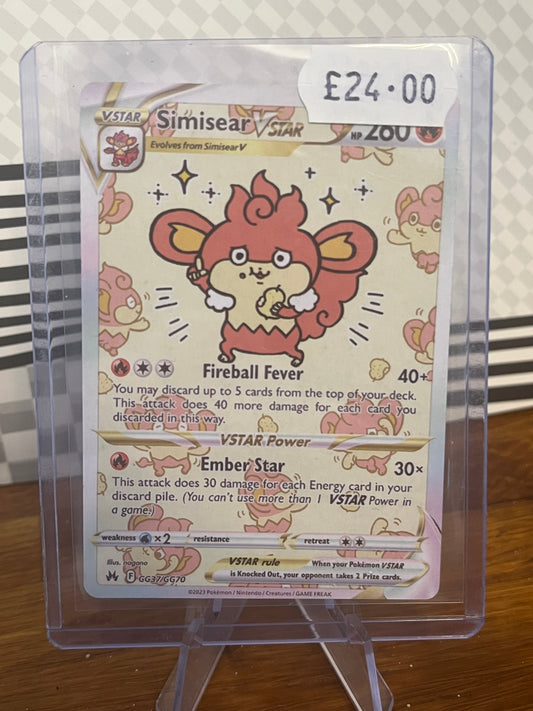 £24.00
VSTAR Simisear VSTAR HP 280
Evolves from Simisear V
Fireball Fever 40+
You may discard up to 5 cards from the top of your deck.
This attack does 40 more damage for each card you
discarded in this way.
VSTAR Power
Ember Star 30×
This attack does 30 damage for each Energy card in your
discard pile. (You can't use more than 1 VSTAR Power in
a game.)
weakness ×2 resistance retreat
Illus. nagano
F GG37/GG70
VSTAR rule When your Pokémon VSTAR
is Knocked Out, your opponent takes 2 Prize cards.
©2023 Pokémon / Nintendo / Creatures / GAME FREAK